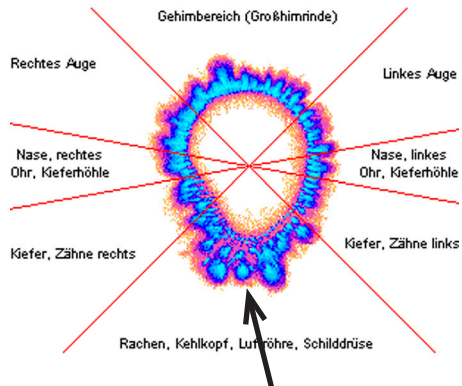 Gehirnbereich (Großhirnrinde)
Rechtes Auge
Linkes Auge
Nase, rechtes
Ohr, Kieferhöhle
Nase, linkes
Ohr, Kieferhöhle
Kiefer, Zähne rechts
Kiefer, Zähne links
Rachen, Kehlkopf, Luftröhre, Schilddrüse